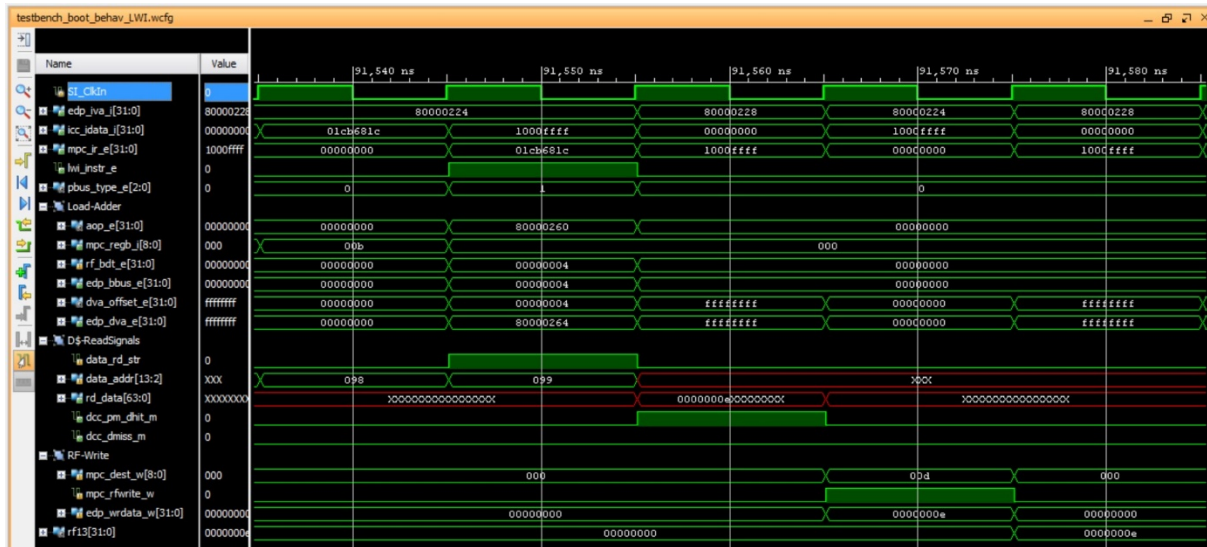 testbench_boot_behav_LWI.wcfg
Name Value
91,540 ns 91,550 ns 91,560 ns 91,570 ns 91,580 ns
SI_ClkIn 0
edp_iva_i[31:0] 80000228 80000224 80000228 80000224 80000228
icc_idata_i[31:0] 00000000 01cb681c 1000ffff 00000000 1000ffff 00000000
mpc_ir_e[31:0] 1000ffff 00000000 01cb681c 1000ffff 00000000 1000ffff
lwi_instr_e 0
pbus_type_e[2:0] 0 0 1 0
Load-Adder
aop_e[31:0] 00000000 00000000 80000260 00000000
mpc_regb_i[8:0] 000 00b 000
rf_bdt_e[31:0] 00000000 00000000 00000004 00000000
edp_bbus_e[31:0] 00000000 00000000 00000004 00000000
dva_offset_e[31:0] ffffffff 00000000 00000004 ffffffff 00000000 ffffffff
edp_dva_e[31:0] ffffffff 00000000 80000264 ffffffff 00000000 ffffffff
D$-ReadSignals
data_rd_str 0
data_addr[13:2] XXX 098 099 XXX
rd_data[63:0] XXXXXXXX XXXXXXXXXXXXXXXX 0000000eXXXXXXXX XXXXXXXXXXXXXXXX
dcc_pm_dhit_m 0
dcc_dmiss_m 0
RF-Write
mpc_dest_w[8:0] 000 000 00d 000
mpc_rfwrite_w 0
edp_wrdata_w[31:0] 00000000 00000000 0000000e 00000000
rf13[31:0] 0000000e 00000000 0000000e